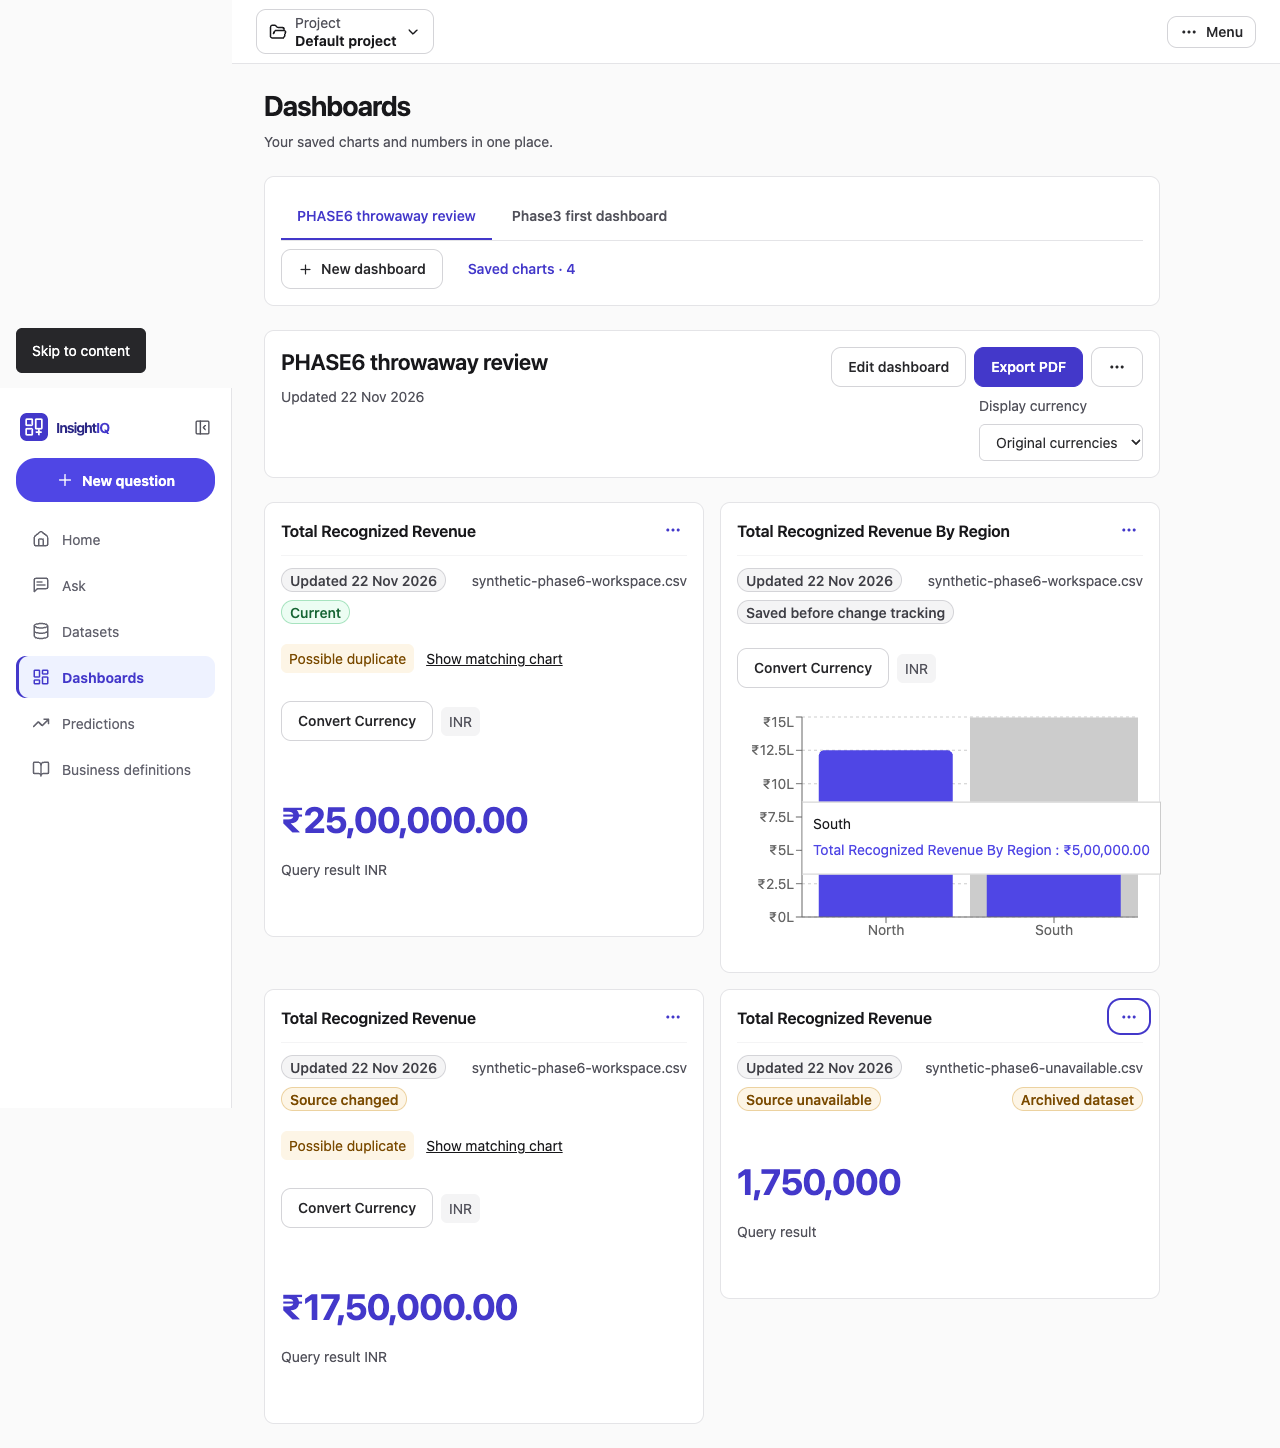 Project
Default project
Menu
Dashboards
Your saved charts and numbers in one place.
PHASE6 throwaway review
Phase3 first dashboard
New dashboard
Saved charts · 4
Skip to content
InsightIQ
New question
Home
Ask
Datasets
Dashboards
Predictions
Business definitions
PHASE6 throwaway review
Updated 22 Nov 2026
Edit dashboard
Export PDF
Display currency
Original currencies
Total Recognized Revenue
Updated 22 Nov 2026
synthetic-phase6-workspace.csv
Current
Possible duplicate
Show matching chart
Convert Currency
INR
₹25,00,000.00
Query result INR
Total Recognized Revenue By Region
Updated 22 Nov 2026
synthetic-phase6-workspace.csv
Saved before change tracking
Convert Currency
INR
₹15L
₹12.5L
₹10L
₹7.5L
₹5L
₹2.5L
₹0L
South
Total Recognized Revenue By Region : ₹5,00,000.00
North
South
Total Recognized Revenue
Updated 22 Nov 2026
synthetic-phase6-workspace.csv
Source changed
Possible duplicate
Show matching chart
Convert Currency
INR
₹17,50,000.00
Query result INR
Total Recognized Revenue
Updated 22 Nov 2026
synthetic-phase6-unavailable.csv
Source unavailable
Archived dataset
1,750,000
Query result